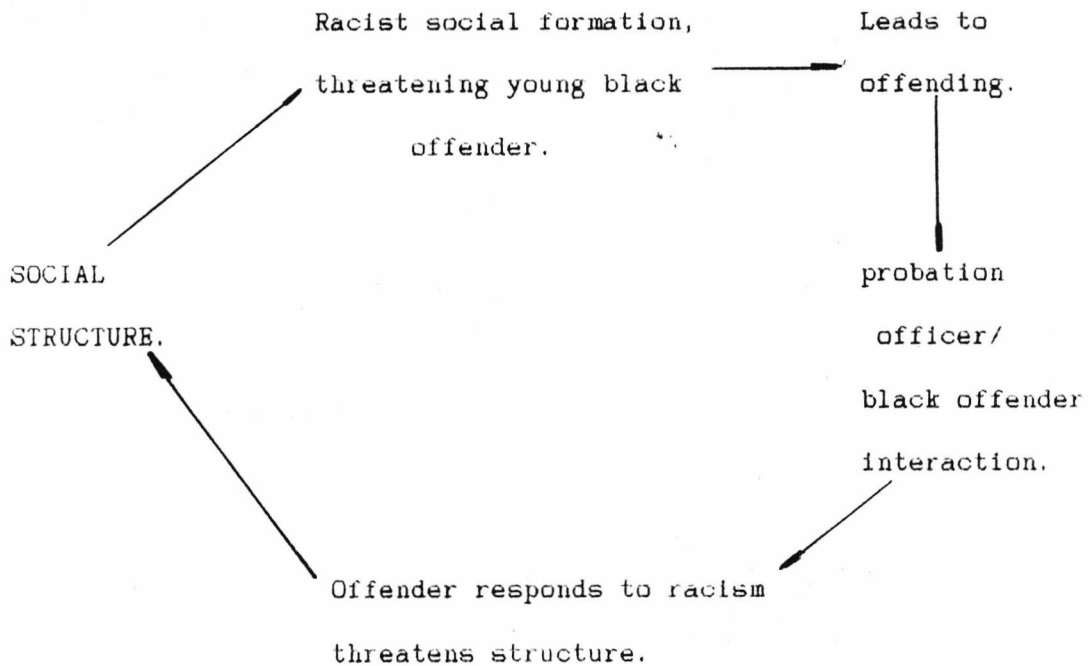 Racist social formation,
threatening young black
offender.
Leads to
offending.
probation
officer/
black offender
interaction.
Offender responds to racism
threatens structure.
SOCIAL
STRUCTURE.